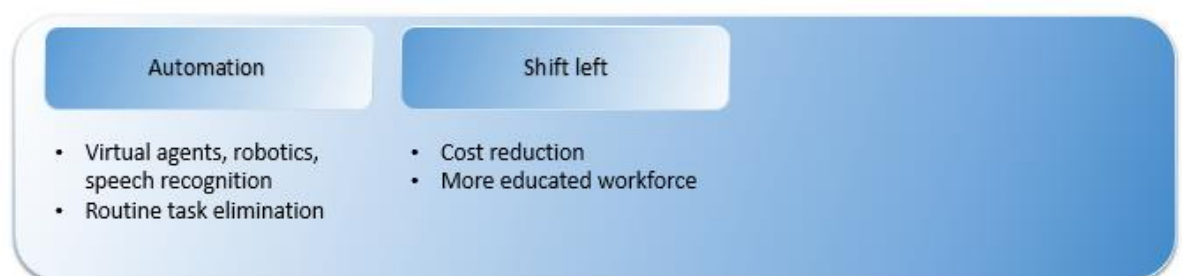 Automation
Shift left
• Virtual agents, robotics,
speech recognition
• Routine task elimination
• Cost reduction
• More educated workforce